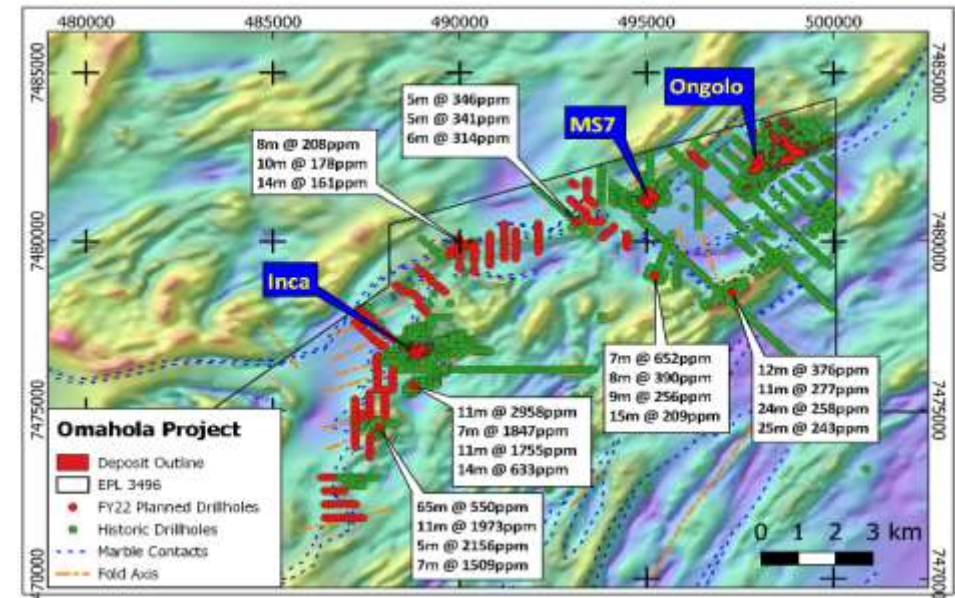 480000
485000
490000
495000
500000
7485000
7485000
Ongolo
5m @ 346ppm
5m @ 341ppm
6m @ 314ppm
MS7
8m @ 208ppm
10m @ 178ppm
14m @ 161ppm
7480000
7480000
Inca
7m @ 652ppm
8m @ 390ppm
9m @ 256ppm
15m @ 209ppm
12m @ 376ppm
11m @ 277ppm
24m @ 258ppm
25m @ 243ppm
7475000
7475000
11m @ 2958ppm
7m @ 1847ppm
11m @ 1755ppm
14m @ 633ppm
Omahola Project
Deposit Outline
EPL 3496
FY22 Planned Drillholes
Historic Drillholes
Marble Contacts
Fold Axis
65m @ 550ppm
11m @ 1973ppm
5m @ 2156ppm
7m @ 1509ppm
0 1 2 3 km
7470000
7470000